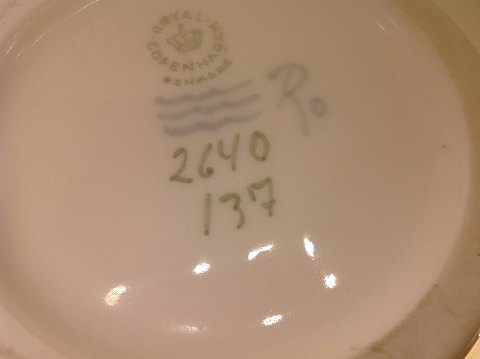 ROYAL
COPENHAGEN
DENMARK
Ro
2640
137